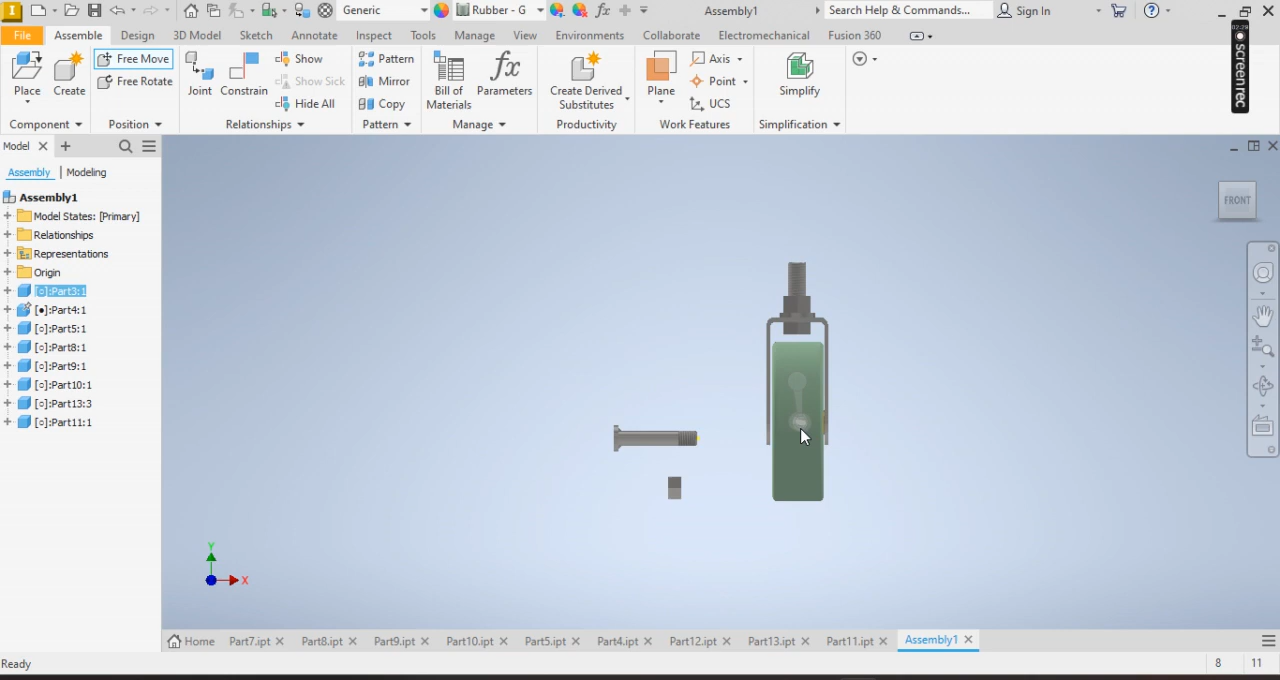 Generic
Rubber - G
Assembly1
Search Help & Commands...
Sign In
File
Assemble
Design
3D Model
Sketch
Annotate
Inspect
Tools
Manage
View
Environments
Collaborate
Electromechanical
Fusion 360
Place
Create
Free Move
Free Rotate
Joint
Constrain
Show
Show Sick
Hide All
Pattern
Mirror
Copy
Bill of
Materials
Parameters
Create Derived
Substitutes
Plane
Axis
Point
UCS
Simplify
Component
Position
Relationships
Pattern
Manage
Productivity
Work Features
Simplification
screenrec
Model
Assembly
Modeling
Assembly1
Model States: [Primary]
Relationships
Representations
Origin
[○]:Part3:1
[●]:Part4:1
[○]:Part5:1
[○]:Part8:1
[○]:Part9:1
[○]:Part10:1
[○]:Part13:3
[○]:Part11:1
FRONT
Y
X
Home
Part7.ipt
Part8.ipt
Part9.ipt
Part10.ipt
Part5.ipt
Part4.ipt
Part12.ipt
Part13.ipt
Part11.ipt
Assembly1
Ready
8
11